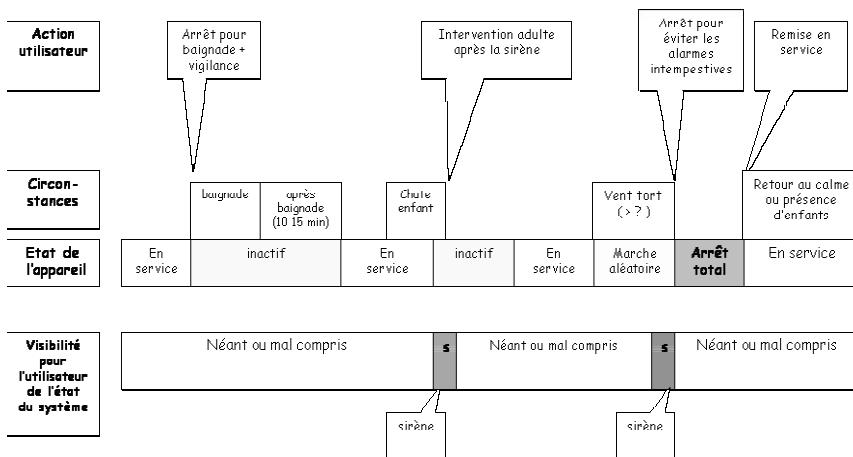 Action
utilisateur
Arrêt pour
baignade +
vigilance
Intervention adulte
après la sirène
Arrêt pour
éviter les
alarmes
intempestives
Remise en
service
Circon-
stances
baignade
après
baignade
(10 15 min)
Chute
enfant
Vent fort
( > ? )
Retour au calme
ou présence
d'enfants
Etat de
l'appareil
En
service
inactif
En
service
inactif
En
service
Marche
aléatoire
Arrêt
total
En service
Visibilité
pour
l'utilisateur
de l'état
du système
Néant ou mal compris
s
Néant ou mal compris
s
Néant ou mal compris
sirène
sirène